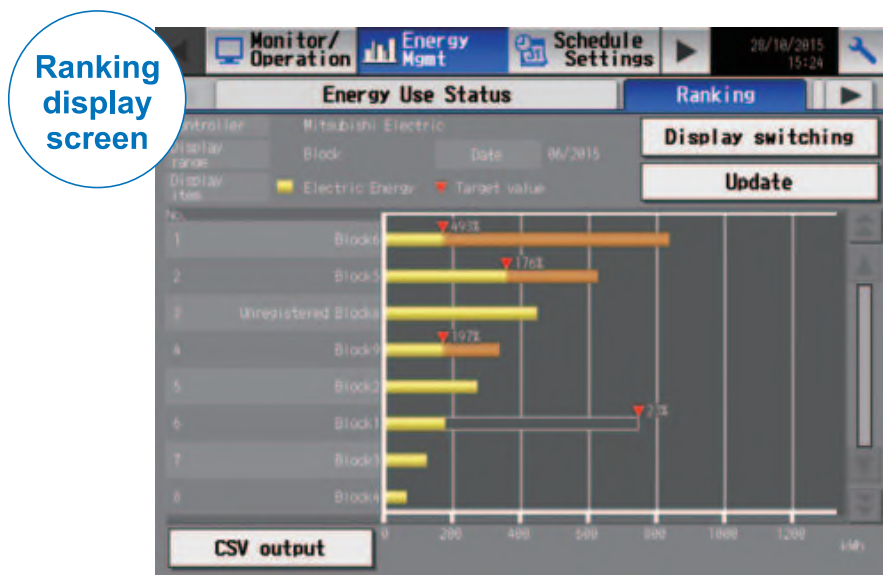 Ranking
display
screen
Monitor/
Operation
Energy
Mgmt
Schedule
Settings
28/10/2015
15:24
Energy Use Status
Ranking
Controller
Mitsubishi Electric
Display switching
Display
range
Block
Date
06/2015
Display
item
Electric Energy
Target value
Update
No.
1 Block6 493%
2 Block5 176%
3 Unregistered Blocks
4 Block9 197%
5 Block2
6 Block1 23%
7 Block3
8 Block4
0 200 400 600 800 1000 1200 kWh
CSV output